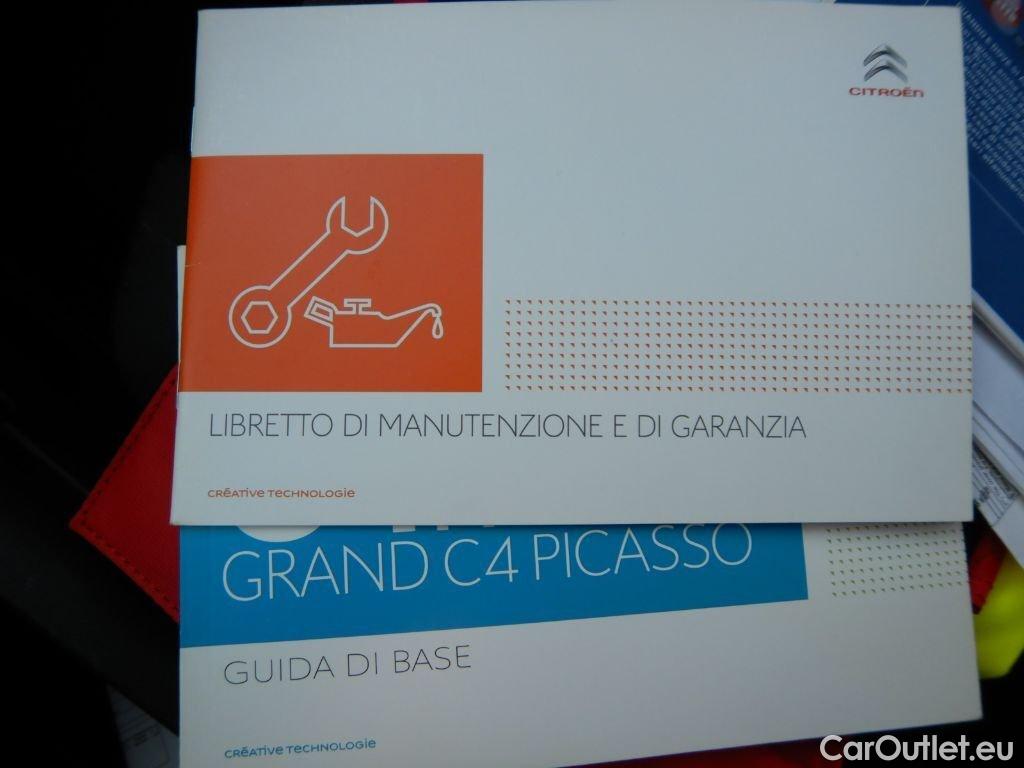 CITROËN
LIBRETTO DI MANUTENZIONE E DI GARANZIA
CRÉATIVE TECHNOLOGIE
GRAND C4 PICASSO
GUIDA DI BASE
CRÉATIVE TECHNOLOGIE
CarOutlet.eu